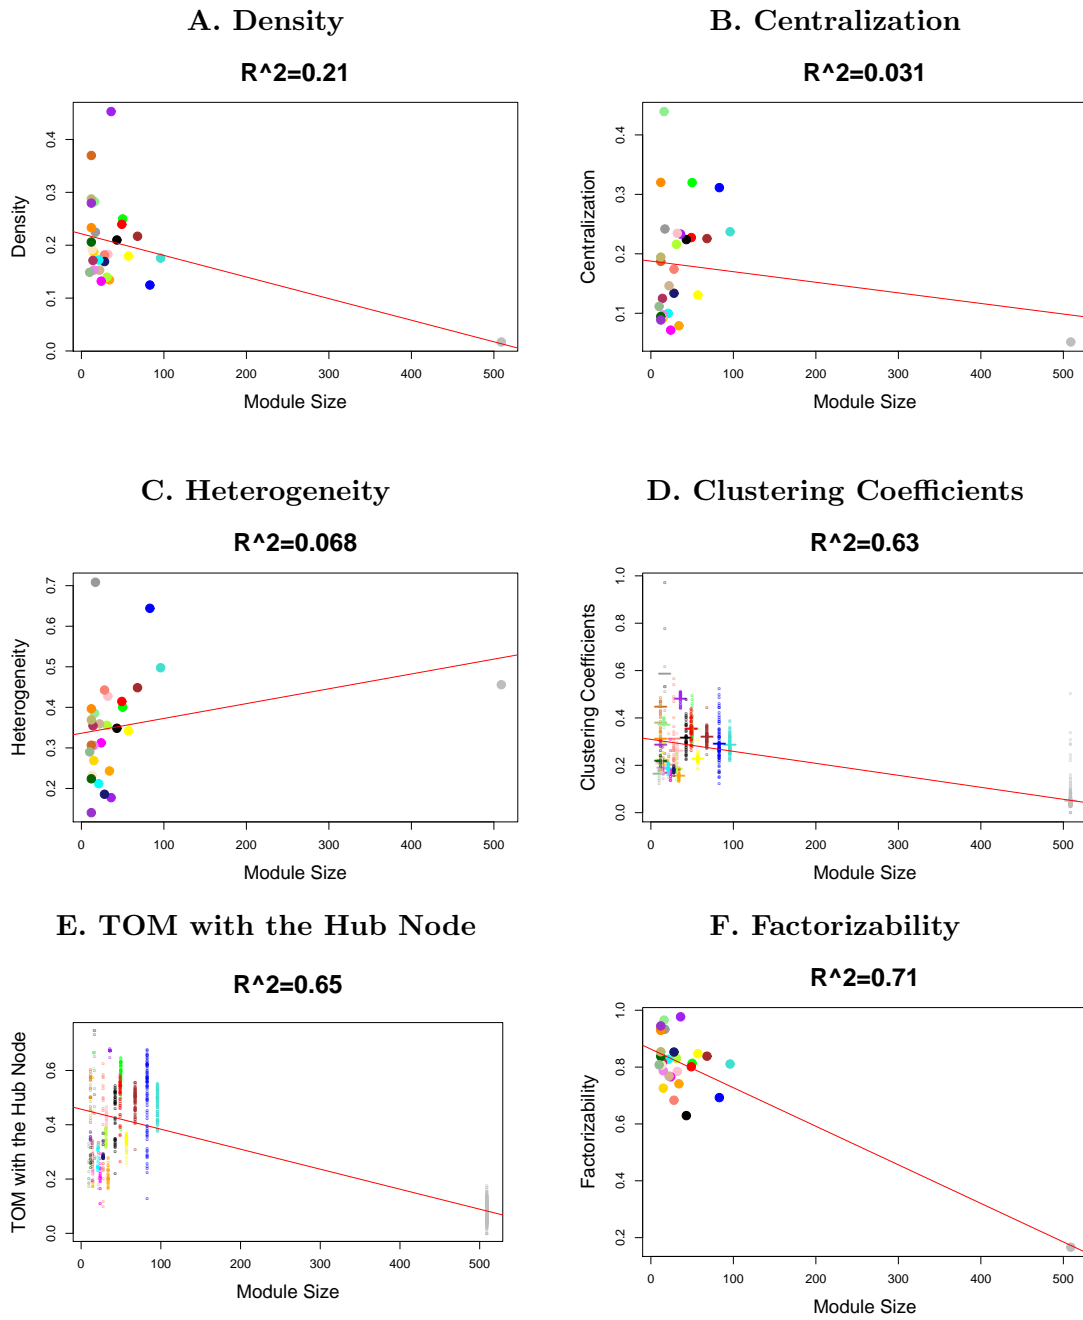 A. Density
R^2=0.21
Density
0.0 0.1 0.2 0.3 0.4
0 100 200 300 400 500
Module Size
B. Centralization
R^2=0.031
Centralization
0.1 0.2 0.3 0.4
0 100 200 300 400 500
Module Size
C. Heterogeneity
R^2=0.068
Heterogeneity
0.2 0.3 0.4 0.5 0.6 0.7
0 100 200 300 400 500
Module Size
D. Clustering Coefficients
R^2=0.63
Clustering Coefficients
0.0 0.2 0.4 0.6 0.8 1.0
0 100 200 300 400 500
Module Size
E. TOM with the Hub Node
R^2=0.65
TOM with the Hub Node
0.0 0.2 0.4 0.6
0 100 200 300 400 500
Module Size
F. Factorizability
R^2=0.71
Factorizability
0.2 0.4 0.6 0.8 1.0
0 100 200 300 400 500
Module Size